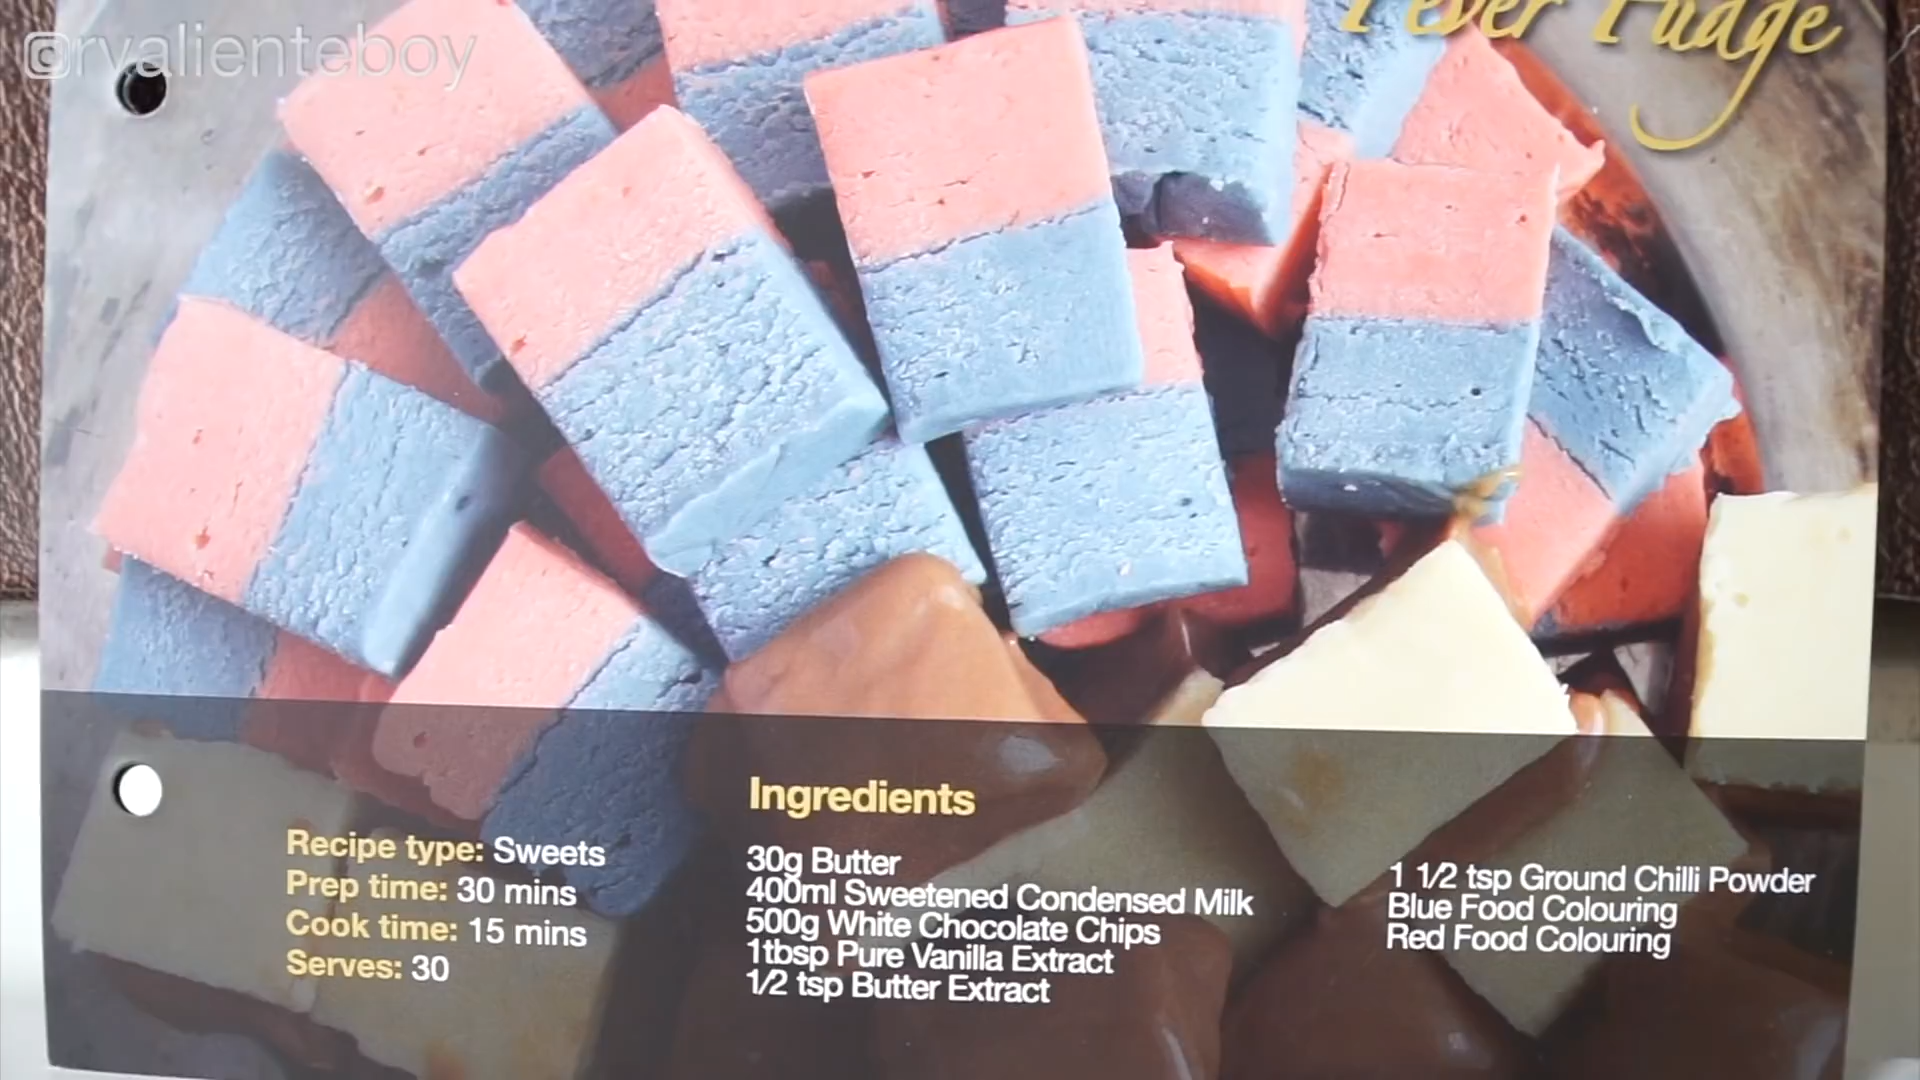 @rvalienteboy
Fever Fudge
Ingredients
Recipe type: Sweets
Prep time: 30 mins
Cook time: 15 mins
Serves: 30
30g Butter
400ml Sweetened Condensed Milk
500g White Chocolate Chips
1tbsp Pure Vanilla Extract
1/2 tsp Butter Extract
1 1/2 tsp Ground Chilli Powder
Blue Food Colouring
Red Food Colouring